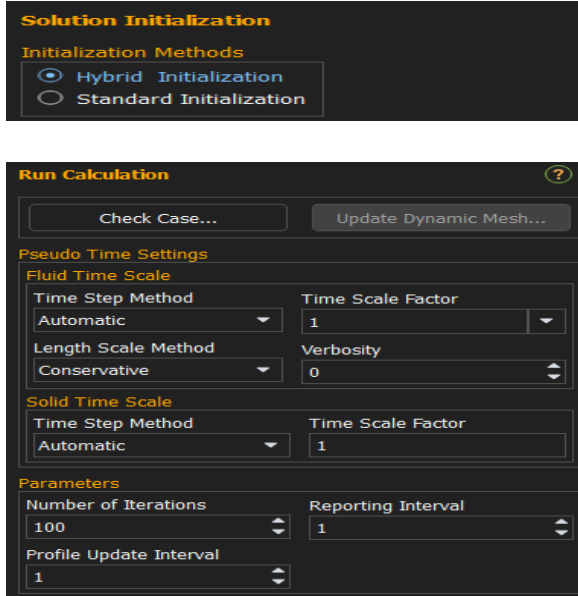 Solution Initialization
Initialization Methods
Hybrid Initialization
Standard Initialization
Run Calculation ?
Check Case... Update Dynamic Mesh...
Pseudo Time Settings
Fluid Time Scale
Time Step Method Time Scale Factor
Automatic 1
Length Scale Method Verbosity
Conservative 0
Solid Time Scale
Time Step Method Time Scale Factor
Automatic 1
Parameters
Number of Iterations Reporting Interval
100 1
Profile Update Interval
1